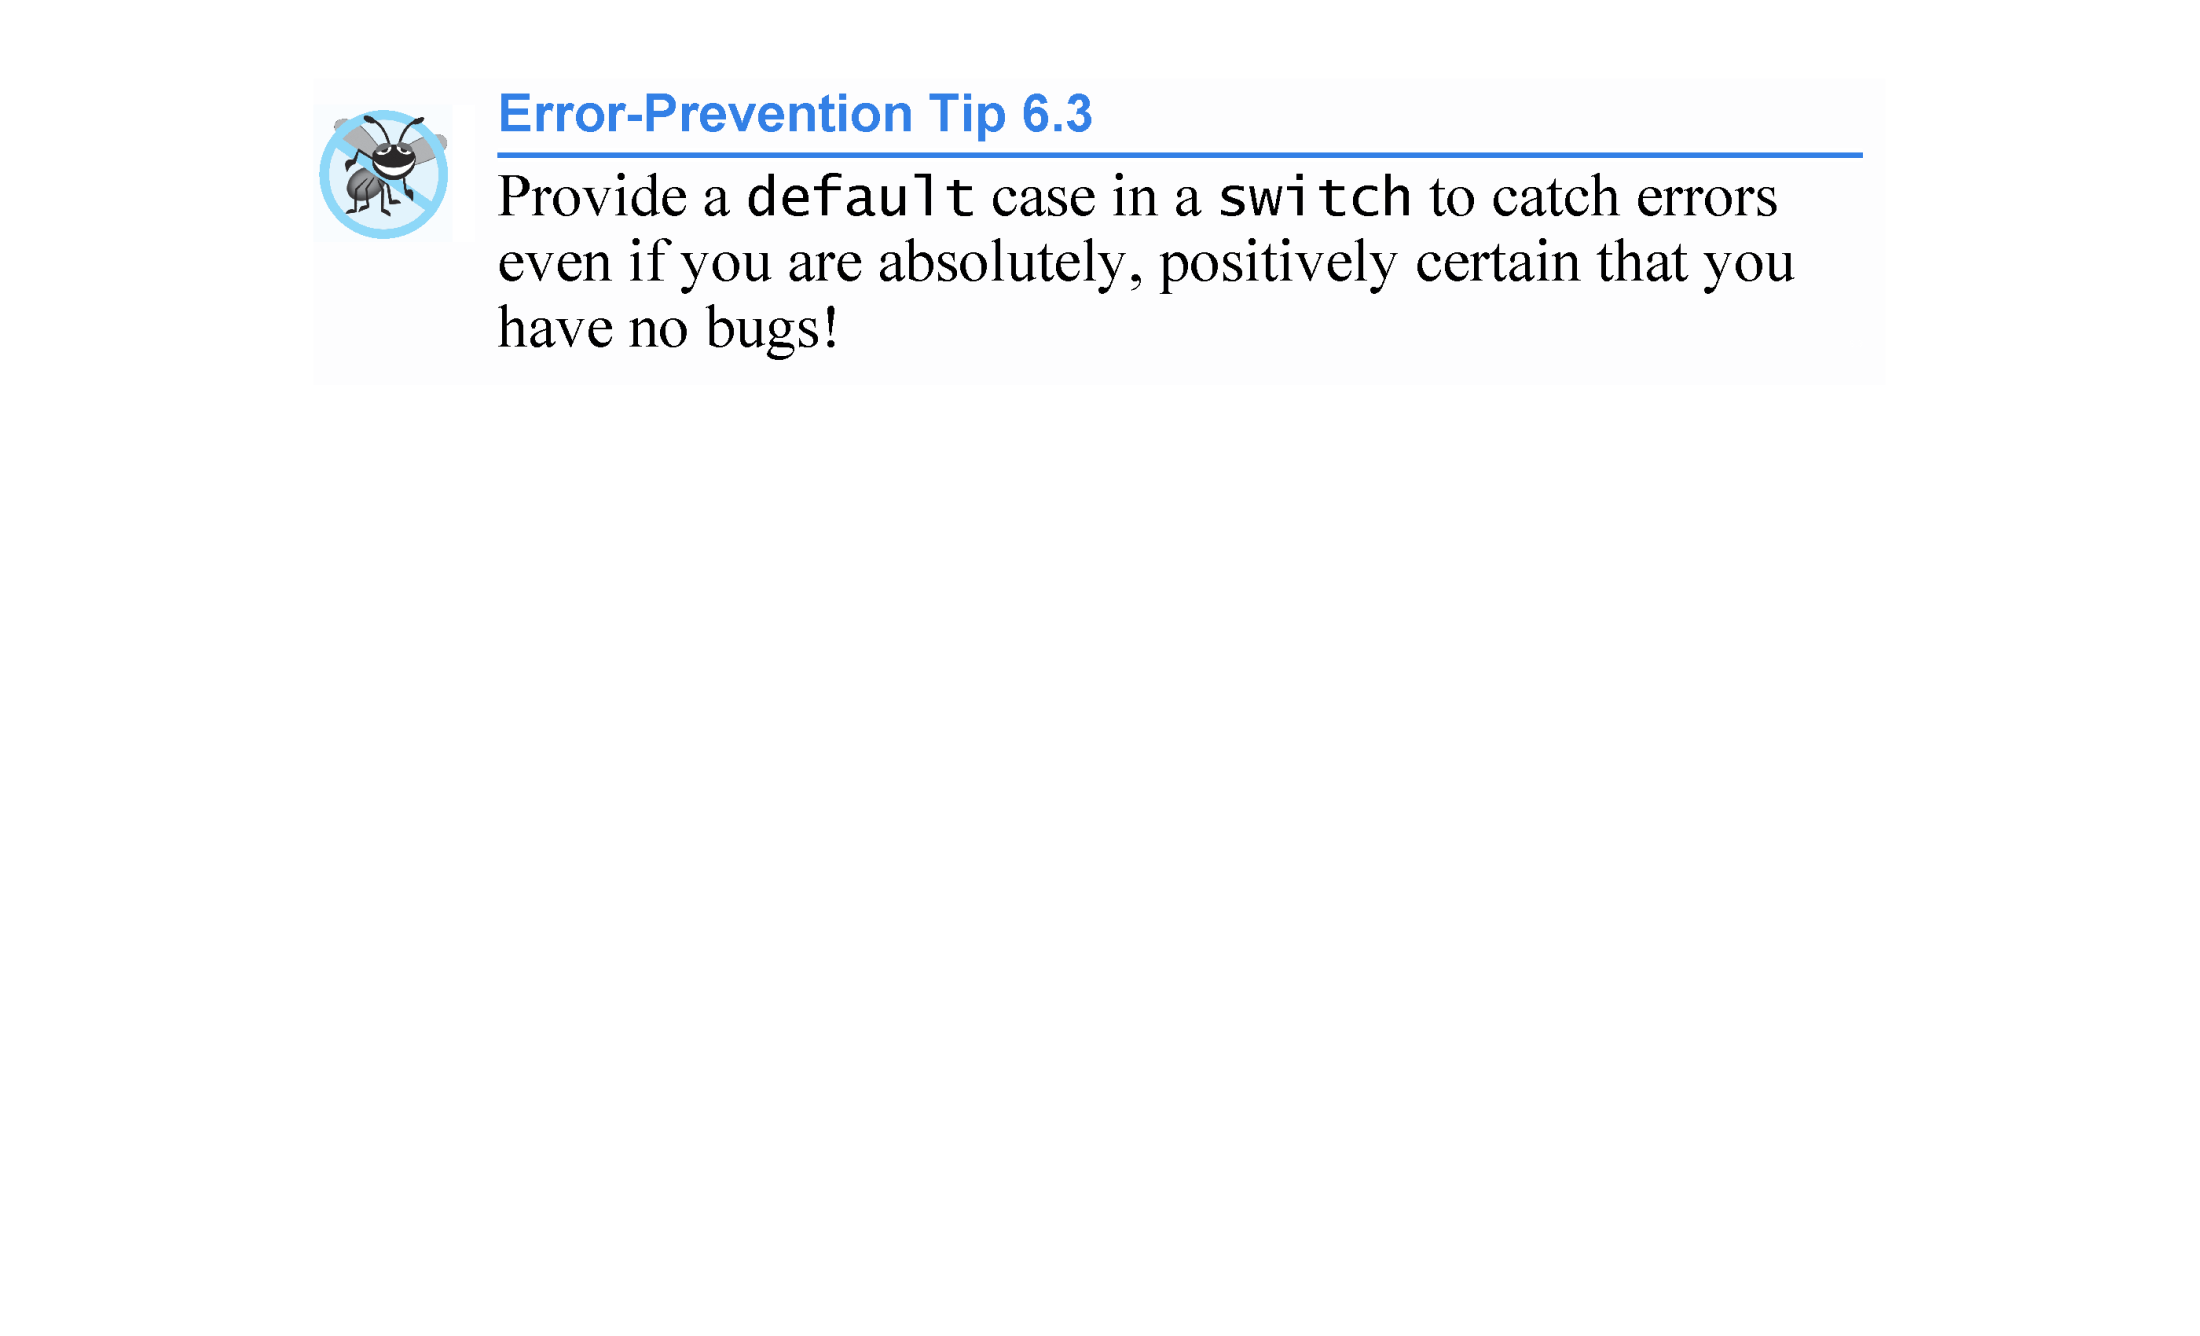 Error-Prevention Tip 6.3
Provide a default case in a switch to catch errors
even if you are absolutely, positively certain that you
have no bugs!